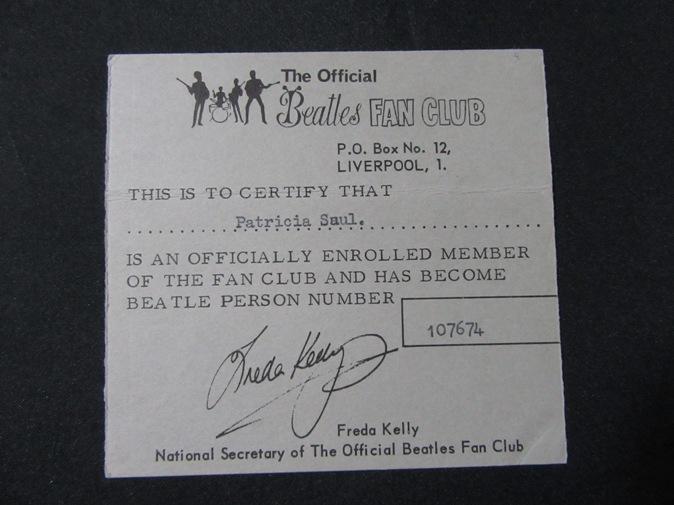 The Official
Beatles FAN CLUB
P.O. Box No. 12,
LIVERPOOL, 1.
THIS IS TO CERTIFY THAT
Patricia Saul.
IS AN OFFICIALLY ENROLLED MEMBER
OF THE FAN CLUB AND HAS BECOME
BEATLE PERSON NUMBER
107674
Freda Kelly
Freda Kelly
National Secretary of The Official Beatles Fan Club